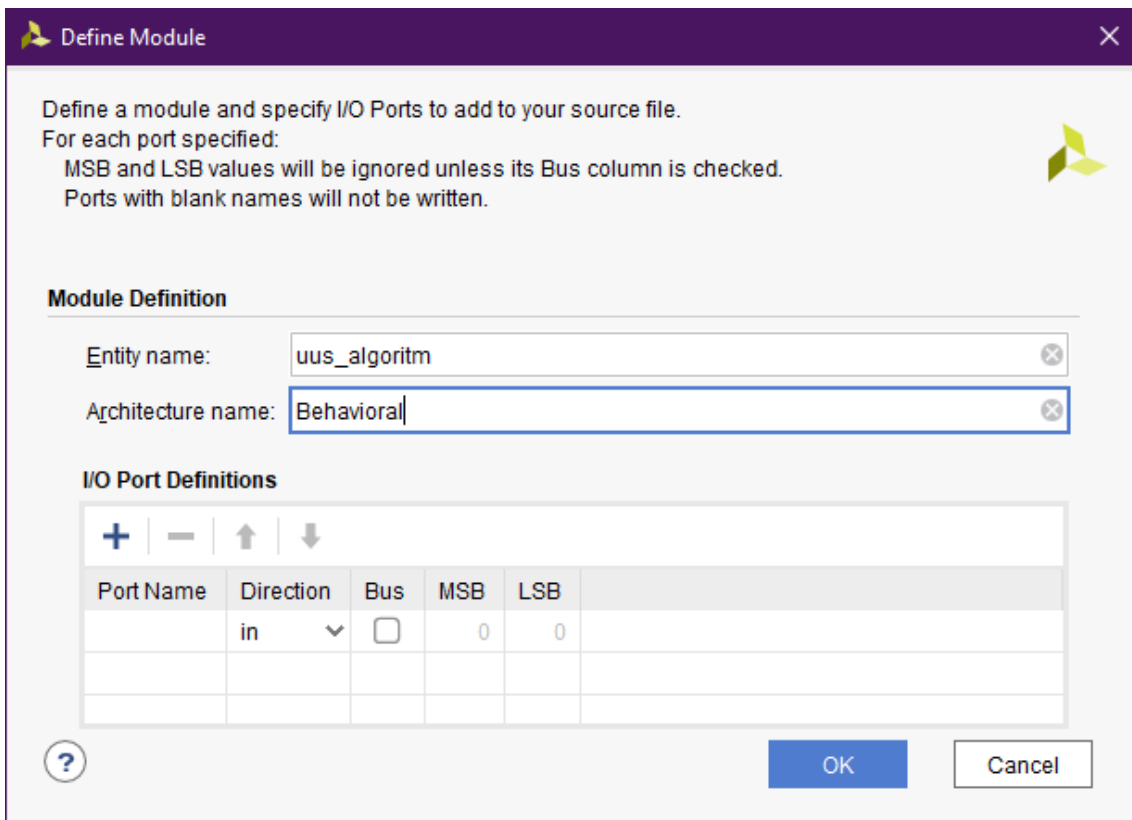 Define Module
Define a module and specify I/O Ports to add to your source file.
For each port specified:
MSB and LSB values will be ignored unless its Bus column is checked.
Ports with blank names will not be written.
Module Definition
Entity name: uus_algoritm
Architecture name: Behavioral
I/O Port Definitions
Port Name Direction Bus MSB LSB
in 0 0
? OK Cancel